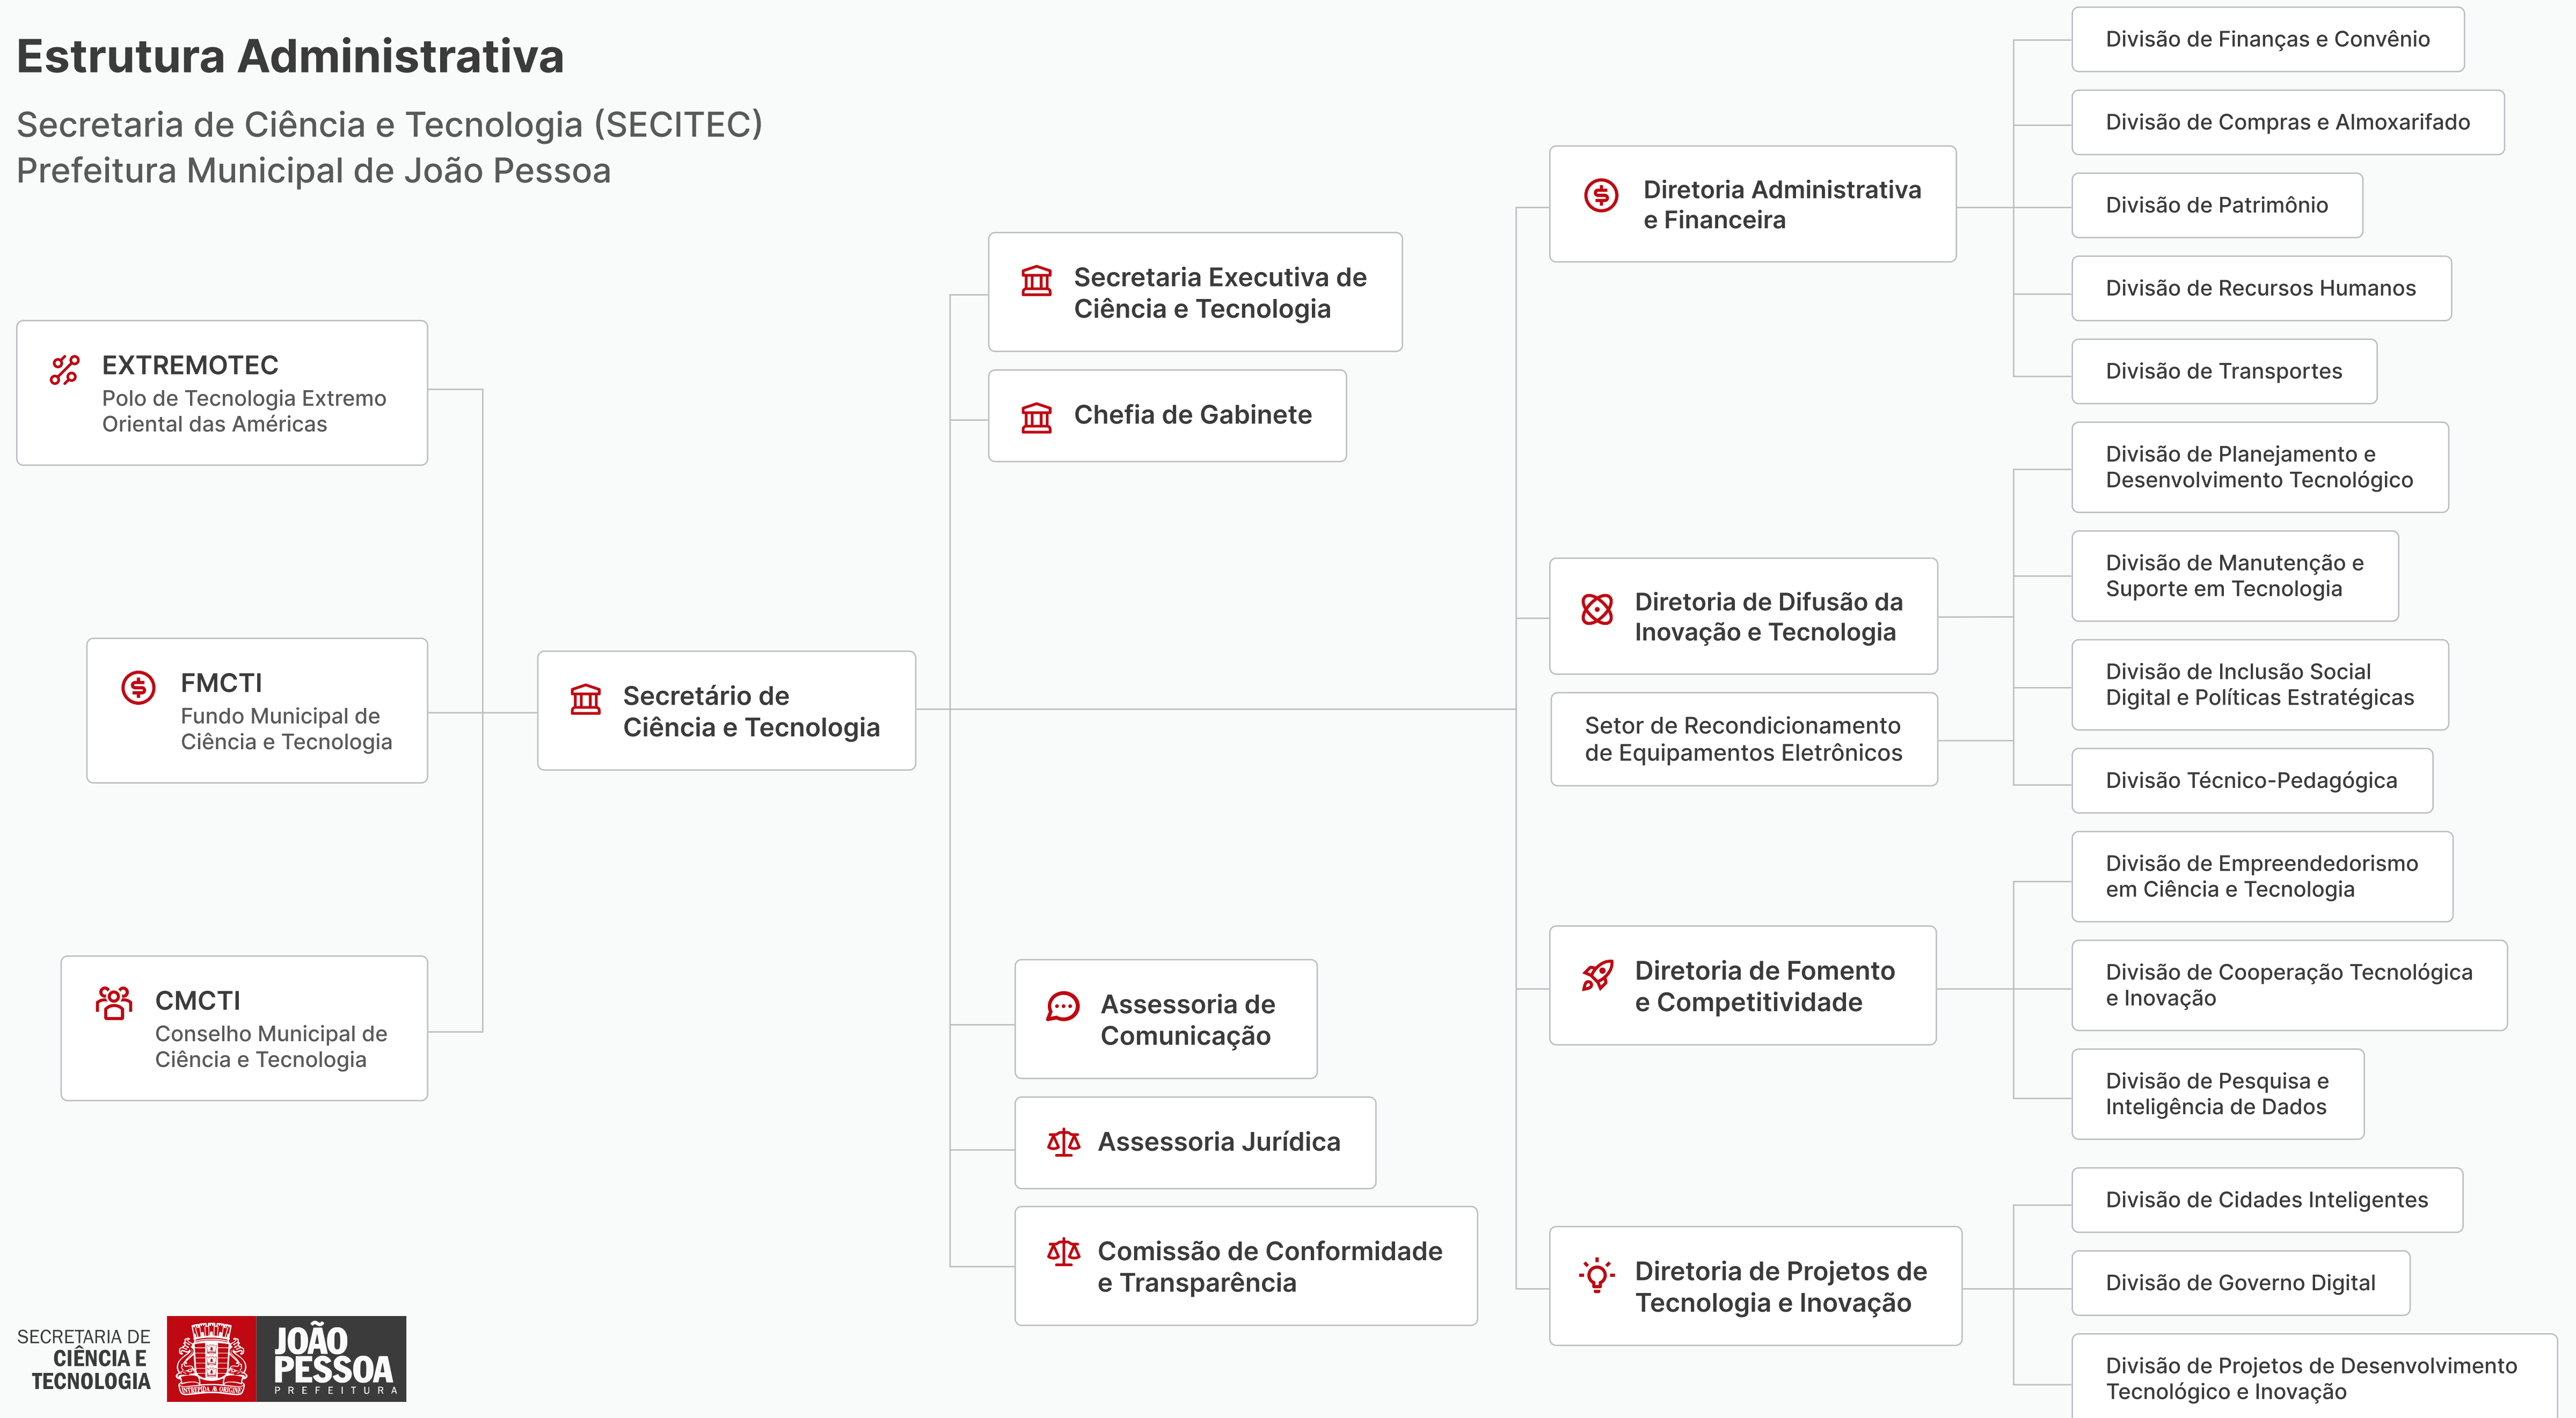 Estrutura Administrativa
Secretaria de Ciência e Tecnologia (SECITEC)
Prefeitura Municipal de João Pessoa
EXTREMOTEC
Polo de Tecnologia Extremo
Oriental das Américas
FMCTI
Fundo Municipal de
Ciência e Tecnologia
CMCTI
Conselho Municipal de
Ciência e Tecnologia
Secretário de
Ciência e Tecnologia
Secretaria Executiva de
Ciência e Tecnologia
Chefia de Gabinete
Assessoria de
Comunicação
Assessoria Jurídica
Comissão de Conformidade
e Transparência
Diretoria Administrativa
e Financeira
Divisão de Finanças e Convênio
Divisão de Compras e Almoxarifado
Divisão de Patrimônio
Divisão de Recursos Humanos
Divisão de Transportes
Diretoria de Difusão da
Inovação e Tecnologia
Setor de Recondicionamento
de Equipamentos Eletrônicos
Divisão de Planejamento e
Desenvolvimento Tecnológico
Divisão de Manutenção e
Suporte em Tecnologia
Divisão de Inclusão Social
Digital e Políticas Estratégicas
Divisão Técnico-Pedagógica
Diretoria de Fomento
e Competitividade
Divisão de Empreendedorismo
em Ciência e Tecnologia
Divisão de Cooperação Tecnológica
e Inovação
Divisão de Pesquisa e
Inteligência de Dados
Diretoria de Projetos de
Tecnologia e Inovação
Divisão de Cidades Inteligentes
Divisão de Governo Digital
Divisão de Projetos de Desenvolvimento
Tecnológico e Inovação
SECRETARIA DE
CIÊNCIA E
TECNOLOGIA
INTREPIDA & ORIGINE
JOÃO
PESSOA
PREFEITURA